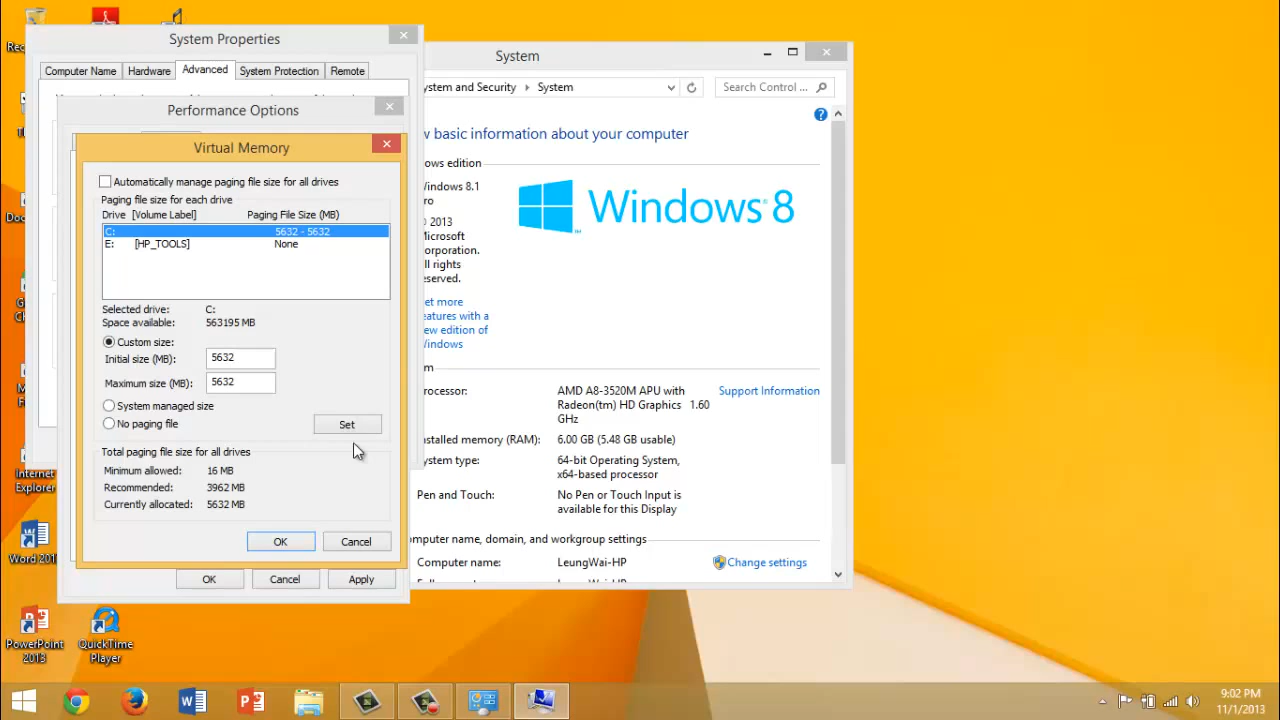 System Properties
Computer Name
Hardware
Advanced
System Protection
Remote
Performance Options
Virtual Memory
Automatically manage paging file size for all drives
Paging file size for each drive
Drive [Volume Label] Paging File Size (MB)
C: 5632 - 5632
E: [HP_TOOLS] None
Selected drive: C:
Space available: 563195 MB
Custom size:
Initial size (MB): 5632
Maximum size (MB): 5632
System managed size
No paging file
Set
Total paging file size for all drives
Minimum allowed: 16 MB
Recommended: 3962 MB
Currently allocated: 5632 MB
OK
Cancel
OK
Cancel
Apply
System
ystem and Security
System
Search Control ...
w basic information about your computer
ows edition
indows 8.1
ro
© 2013
icrosoft
orporation.
ll rights
eserved.
Windows 8
et more
eatures with a
ew edition of
indows
m
rocessor: AMD A8-3520M APU with
Radeon(tm) HD Graphics 1.60
GHz
Support Information
stalled memory (RAM): 6.00 GB (5.48 GB usable)
ystem type: 64-bit Operating System,
x64-based processor
Pen and Touch: No Pen or Touch Input is
available for this Display
omputer name, domain, and workgroup settings
Computer name: LeungWai-HP
Change settings
Internet
Explorer
Word 201
PowerPoint
2013
QuickTime
Player
9:02 PM
11/1/2013